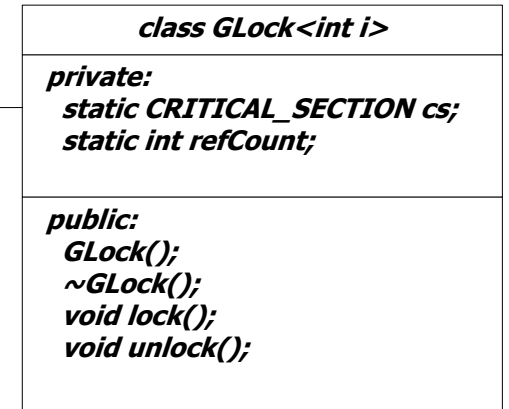 class GLock<int i>
private:
static CRITICAL_SECTION cs;
static int refCount;
public:
GLock();
~GLock();
void lock();
void unlock();